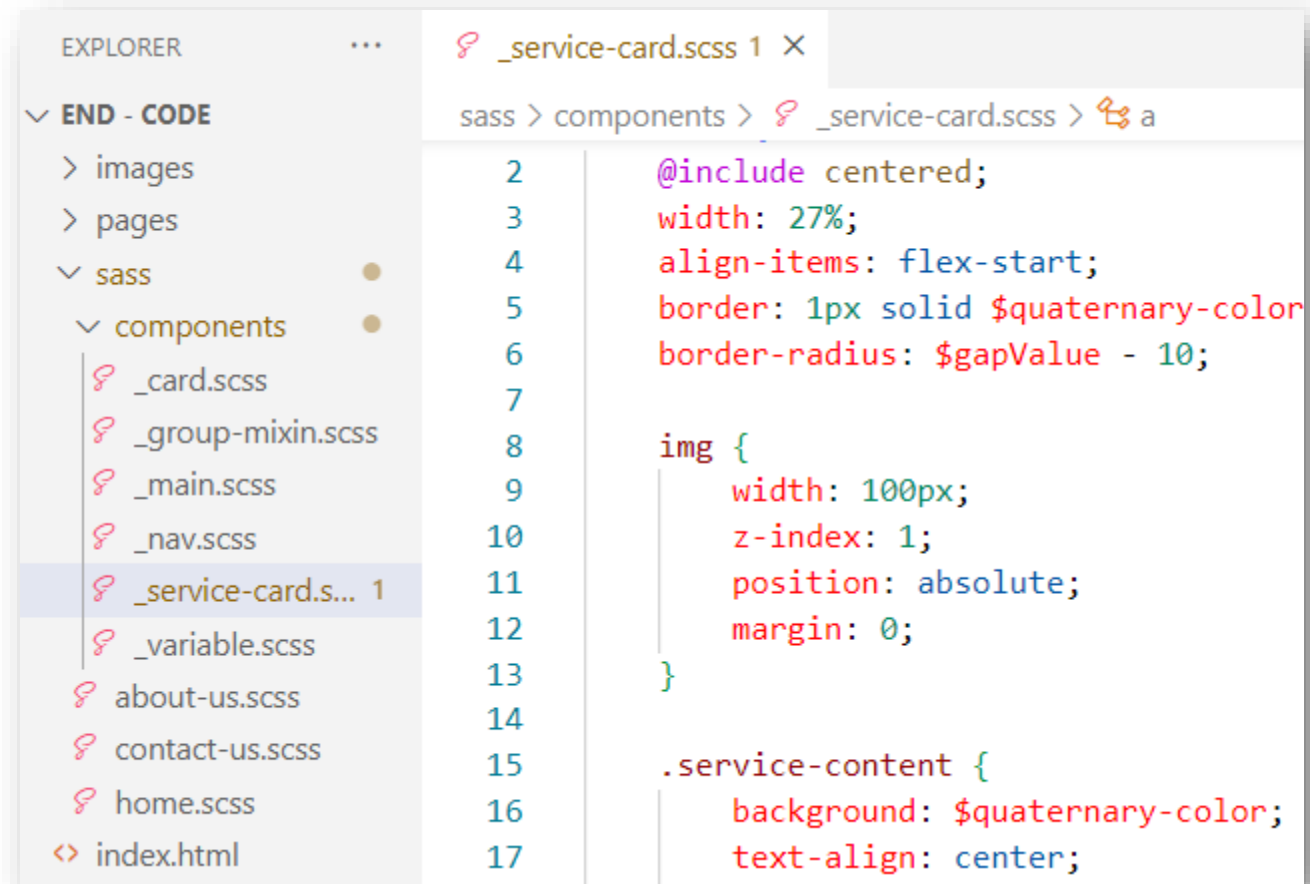 EXPLORER ...
END - CODE
images
pages
sass
components
_card.scss
_group-mixin.scss
_main.scss
_nav.scss
_service-card.s... 1
_variable.scss
about-us.scss
contact-us.scss
home.scss
<> index.html
_service-card.scss 1 ×
sass > components > _service-card.scss > a
2 @include centered;
3 width: 27%;
4 align-items: flex-start;
5 border: 1px solid $quaternary-color
6 border-radius: $gapValue - 10;
7
8 img {
9 width: 100px;
10 z-index: 1;
11 position: absolute;
12 margin: 0;
13 }
14
15 .service-content {
16 background: $quaternary-color;
17 text-align: center;